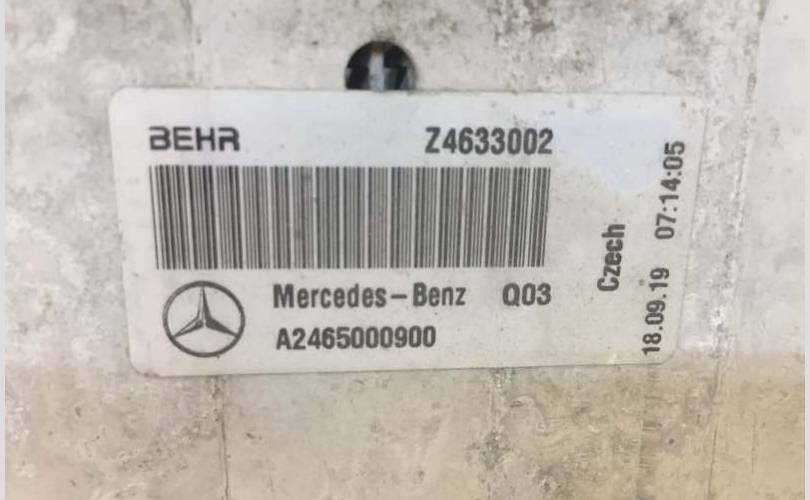 BEHR Z4633002
Mercedes-Benz Q03
A2465000900
Czech
18.09.19 07:14:05